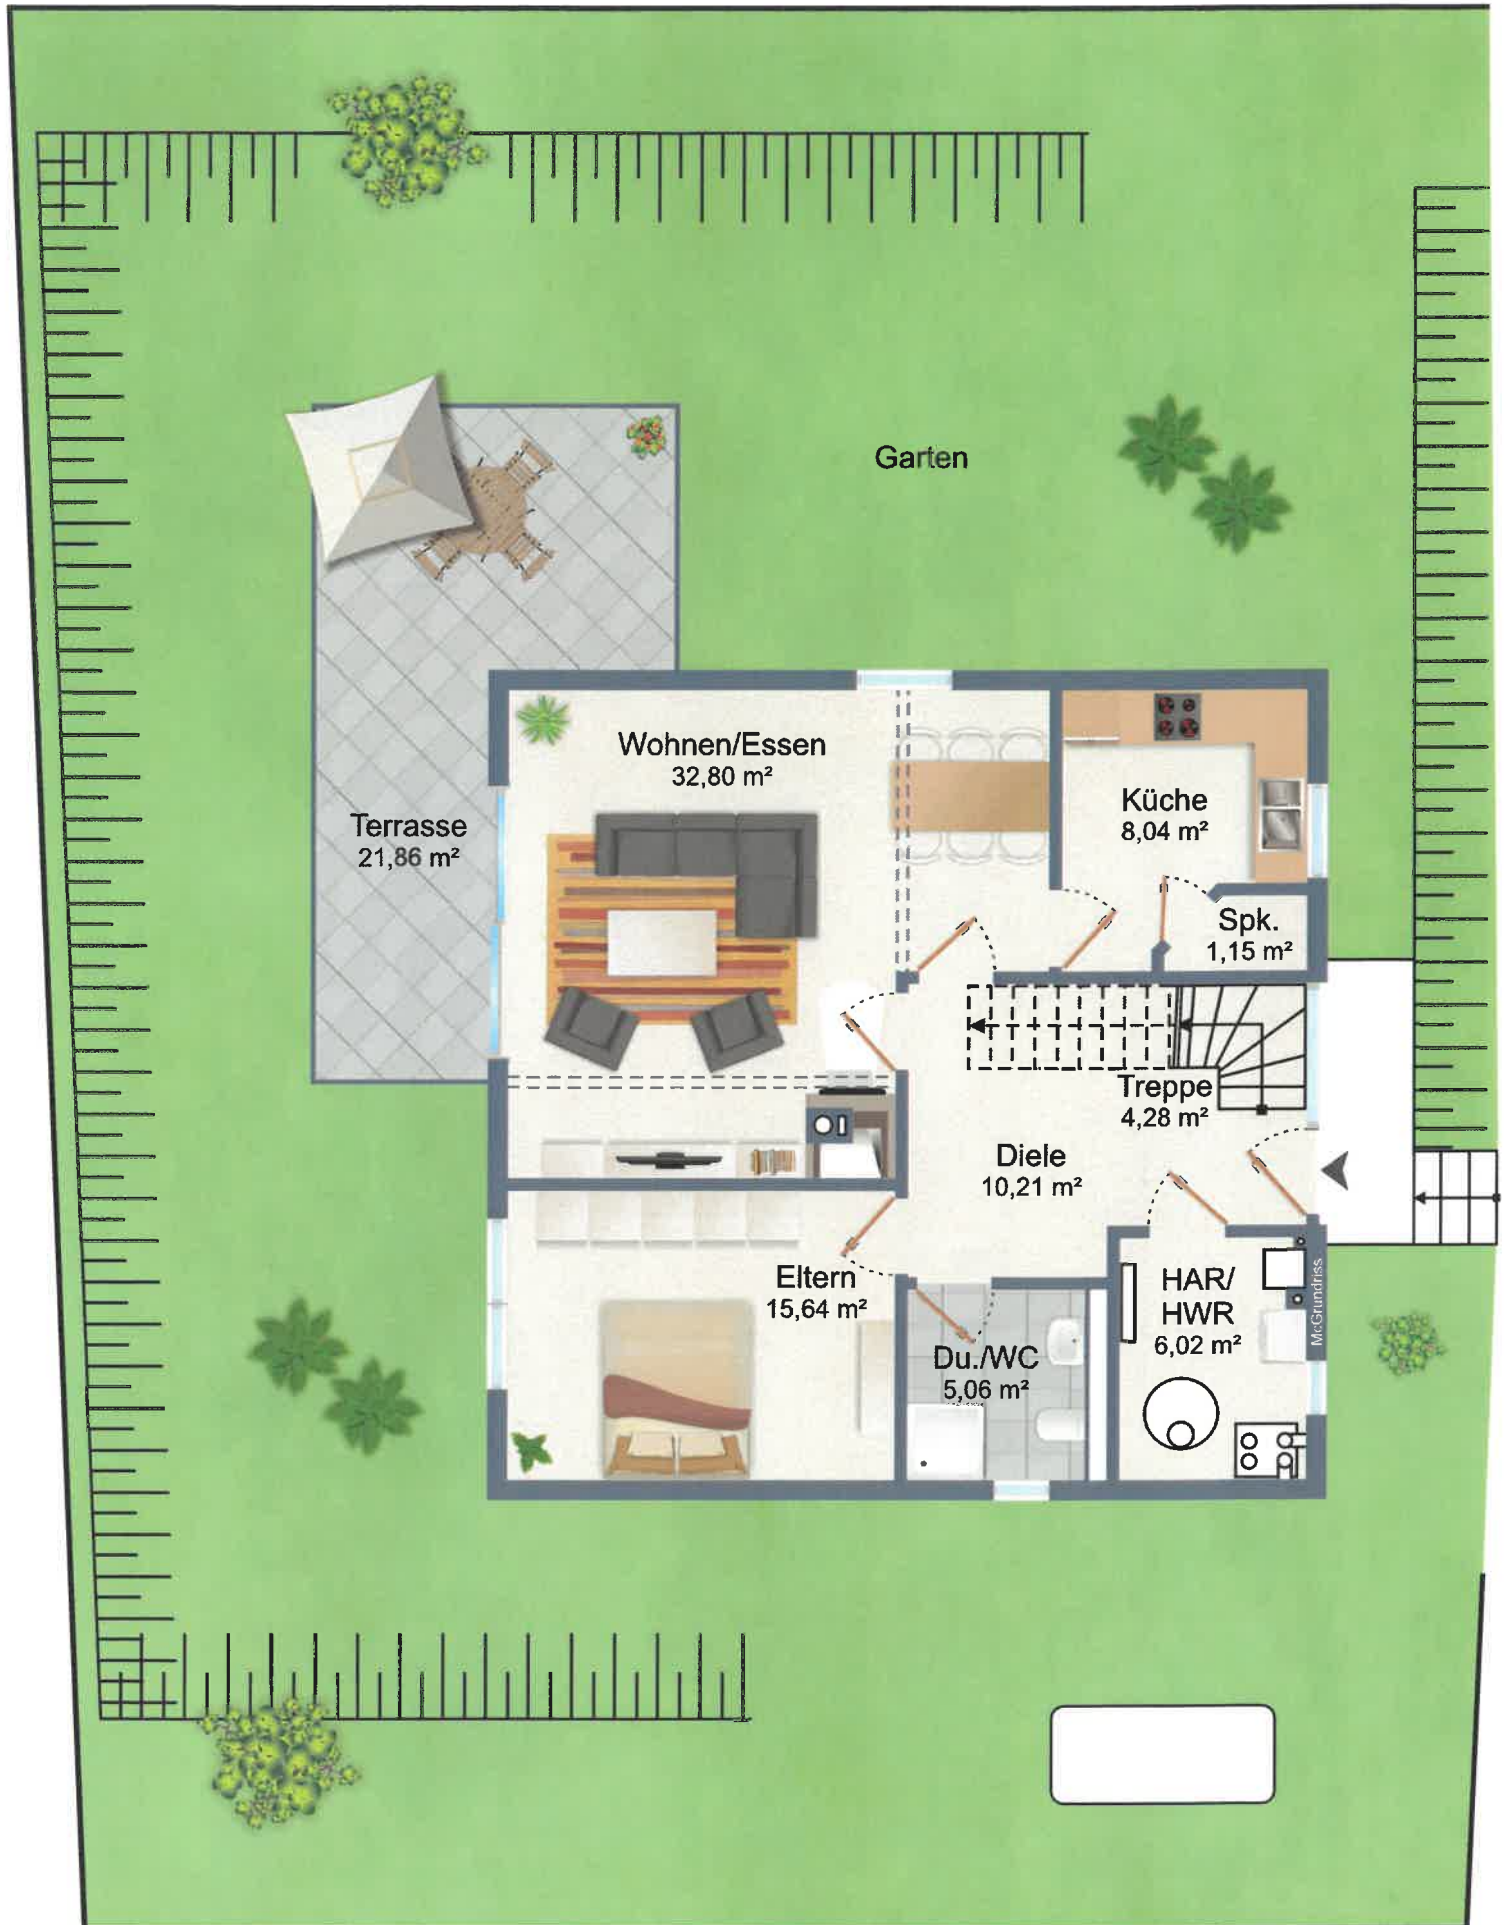 Garten
Wohnen/Essen
32,80 m²
Küche
8,04 m²
Terrasse
21,86 m²
Spk.
1,15 m²
Treppe
4,28 m²
Diele
10,21 m²
Eltern
15,64 m²
HAR/
HWR
6,02 m²
McGrundriss
Du./WC
5,06 m²